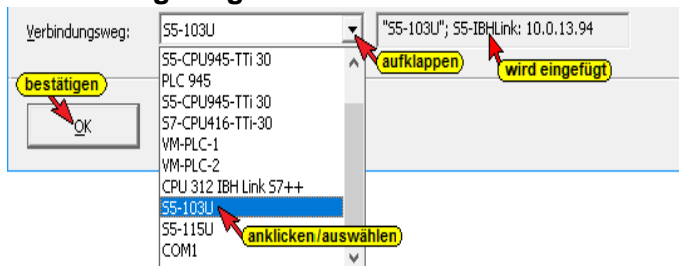 Verbindungsweg:
S5-103U
"S5-103U"; S5-IBHLink: 10.0.13.94
aufklappen
wird eingefügt
bestätigen
OK
S5-CPU945-TTi 30
PLC 945
S5-CPU945-TTi 30
S7-CPU416-TTi-30
VM-PLC-1
VM-PLC-2
CPU 312 IBH Link S7++
S5-103U
S5-115U
anklicken/auswählen
COM1